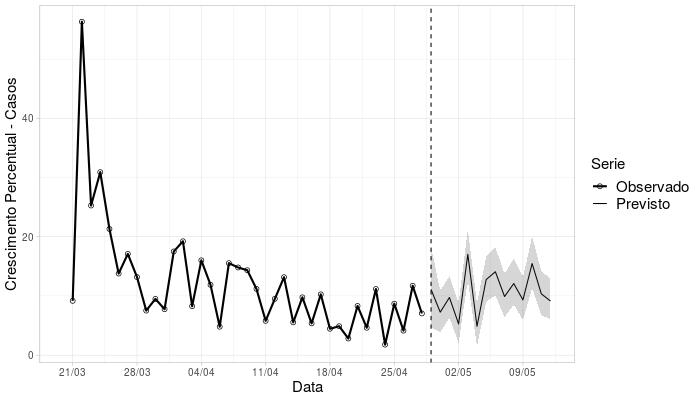 Crescimento Percentual - Casos
40
20
0
21/03 28/03 04/04 11/04 18/04 25/04 02/05 09/05
Data
Serie
Observado
Previsto